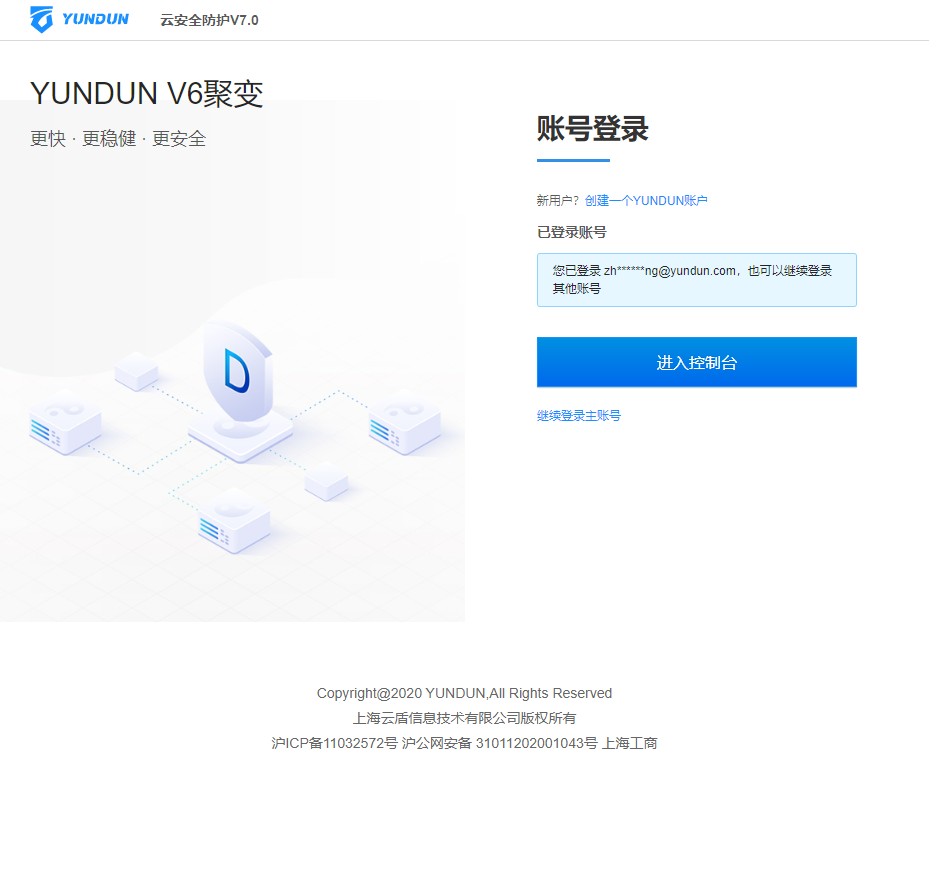 YUNDUN 云安全防护V7.0
YUNDUN V6聚变
更快 · 更稳健 · 更安全
账号登录
新用户? 创建一个YUNDUN账户
已登录账号
您已登录 zh******ng@yundun.com，也可以继续登录
其他账号
进入控制台
继续登录主账号
Copyright@2020 YUNDUN,All Rights Reserved
上海云盾信息技术有限公司版权所有
沪ICP备11032572号 沪公网安备 31011202001043号 上海工商